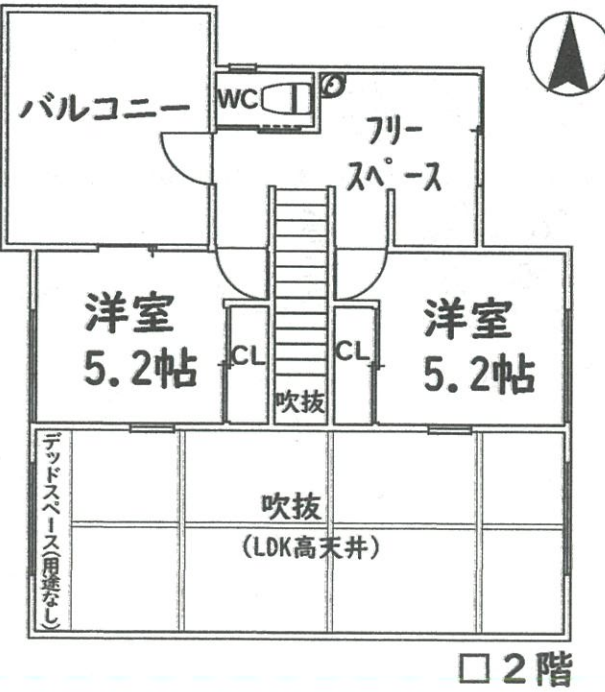 バルコニー
WC
フリー
スペース
洋室
5.2帖
CL
吹抜
CL
洋室
5.2帖
デッドスペース(用途なし)
吹抜
(LDK高天井)
□2階